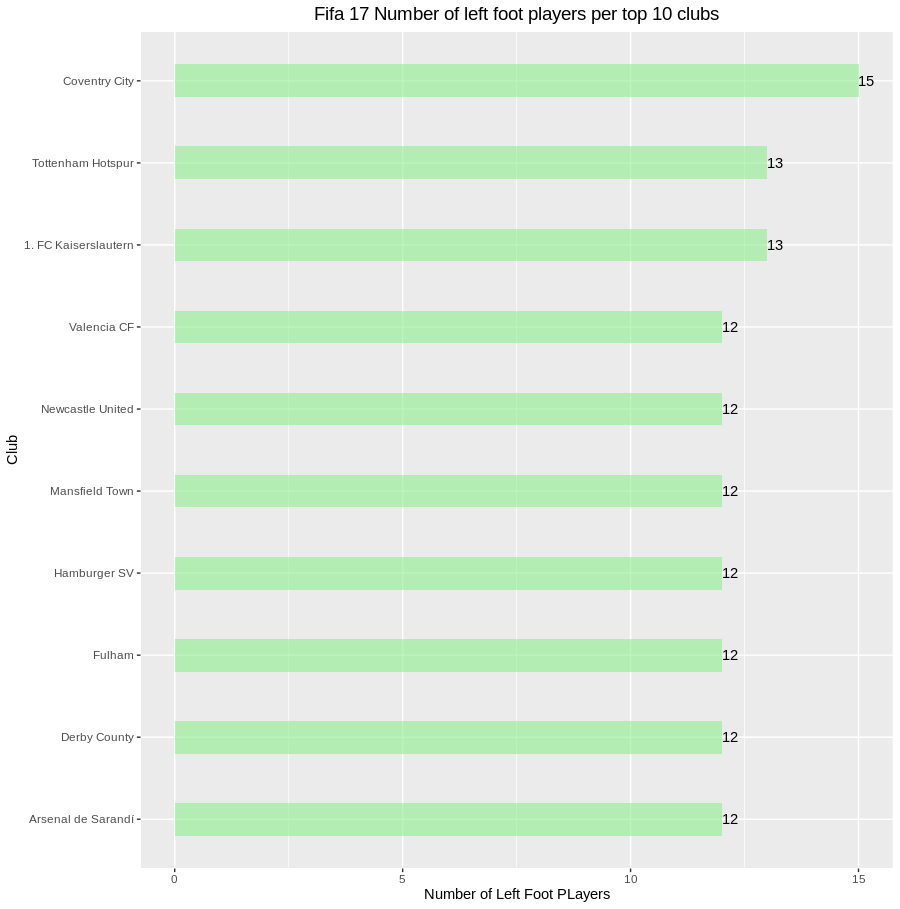 Fifa 17 Number of left foot players per top 10 clubs
Club
Coventry City 15
Tottenham Hotspur 13
1. FC Kaiserslautern 13
Valencia CF 12
Newcastle United 12
Mansfield Town 12
Hamburger SV 12
Fulham 12
Derby County 12
Arsenal de Sarandí 12
0 5 10 15
Number of Left Foot PLayers